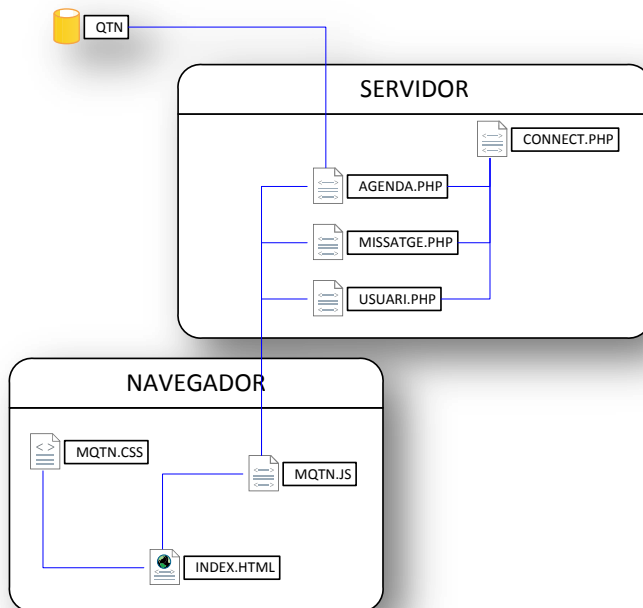 QTN
SERVIDOR
CONNECT.PHP
AGENDA.PHP
MISSATGE.PHP
USUARI.PHP
NAVEGADOR
MQTN.CSS
MQTN.JS
INDEX.HTML